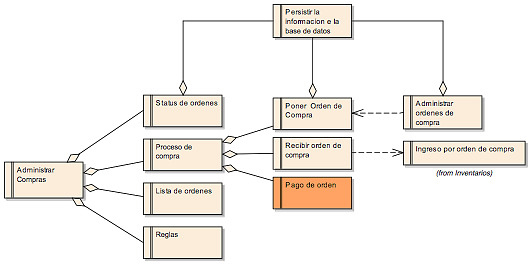 Persistir la
informacion e la
base de datos
Status de ordenes
Poner Orden de
Compra
Administrar
ordenes de
compra
Proceso de
compra
Recibir orden de
compra
Ingreso por orden de compra
(from Inventarios)
Administrar
Compras
Lista de ordenes
Pago de orden
Reglas